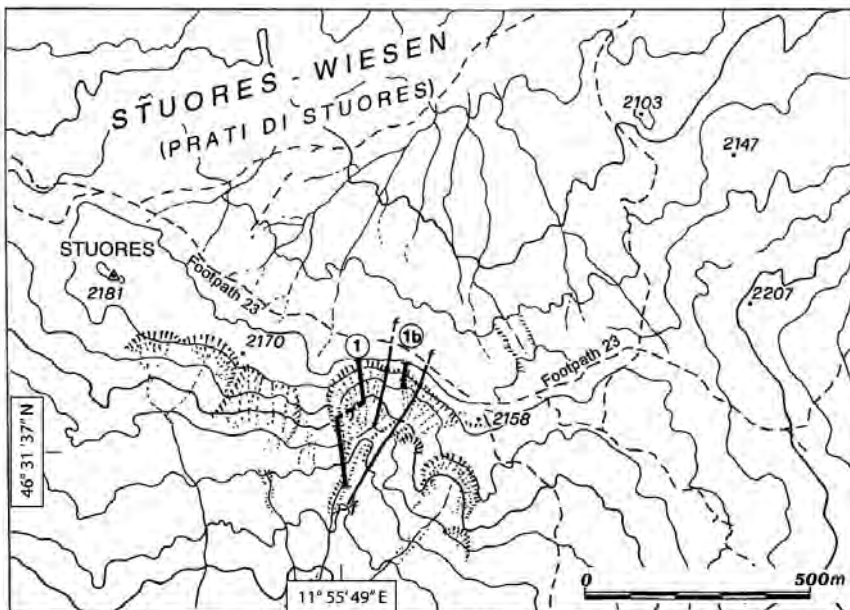 STUORES - WIESEN
(PRATI DI STUORES)
2103
2147
STUORES
2181
Footpath 23
2207
2170
1
1b
f
f
Footpath 23
2158
46° 31' 37" N
f
11° 55' 49" E
0
500m